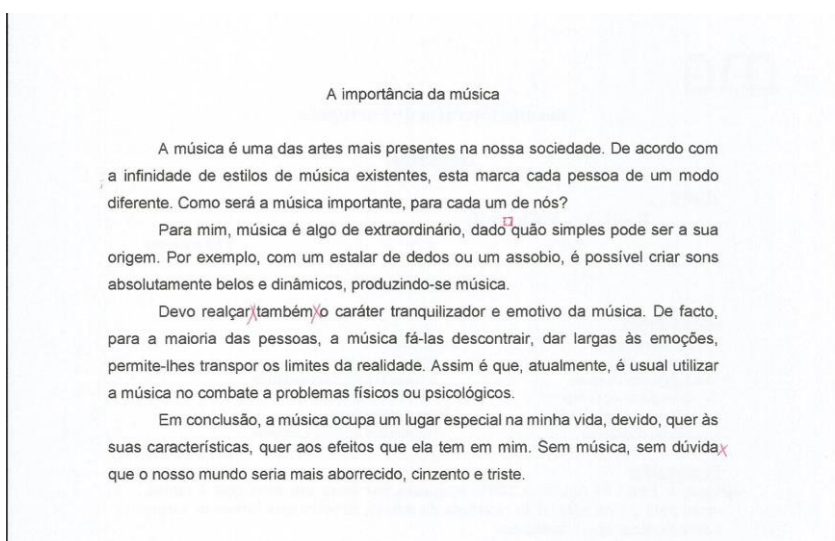 A importância da música
A música é uma das artes mais presentes na nossa sociedade. De acordo com
a infinidade de estilos de música existentes, esta marca cada pessoa de um modo
diferente. Como será a música importante, para cada um de nós?
Para mim, música é algo de extraordinário, dado quão simples pode ser a sua
origem. Por exemplo, com um estalar de dedos ou um assobio, é possível criar sons
absolutamente belos e dinâmicos, produzindo-se música.
Devo realçar também o caráter tranquilizador e emotivo da música. De facto,
para a maioria das pessoas, a música fá-las descontrair, dar largas às emoções,
permite-lhes transpor os limites da realidade. Assim é que, atualmente, é usual utilizar
a música no combate a problemas físicos ou psicológicos.
Em conclusão, a música ocupa um lugar especial na minha vida, devido, quer às
suas características, quer aos efeitos que ela tem em mim. Sem música, sem dúvida
que o nosso mundo seria mais aborrecido, cinzento e triste.